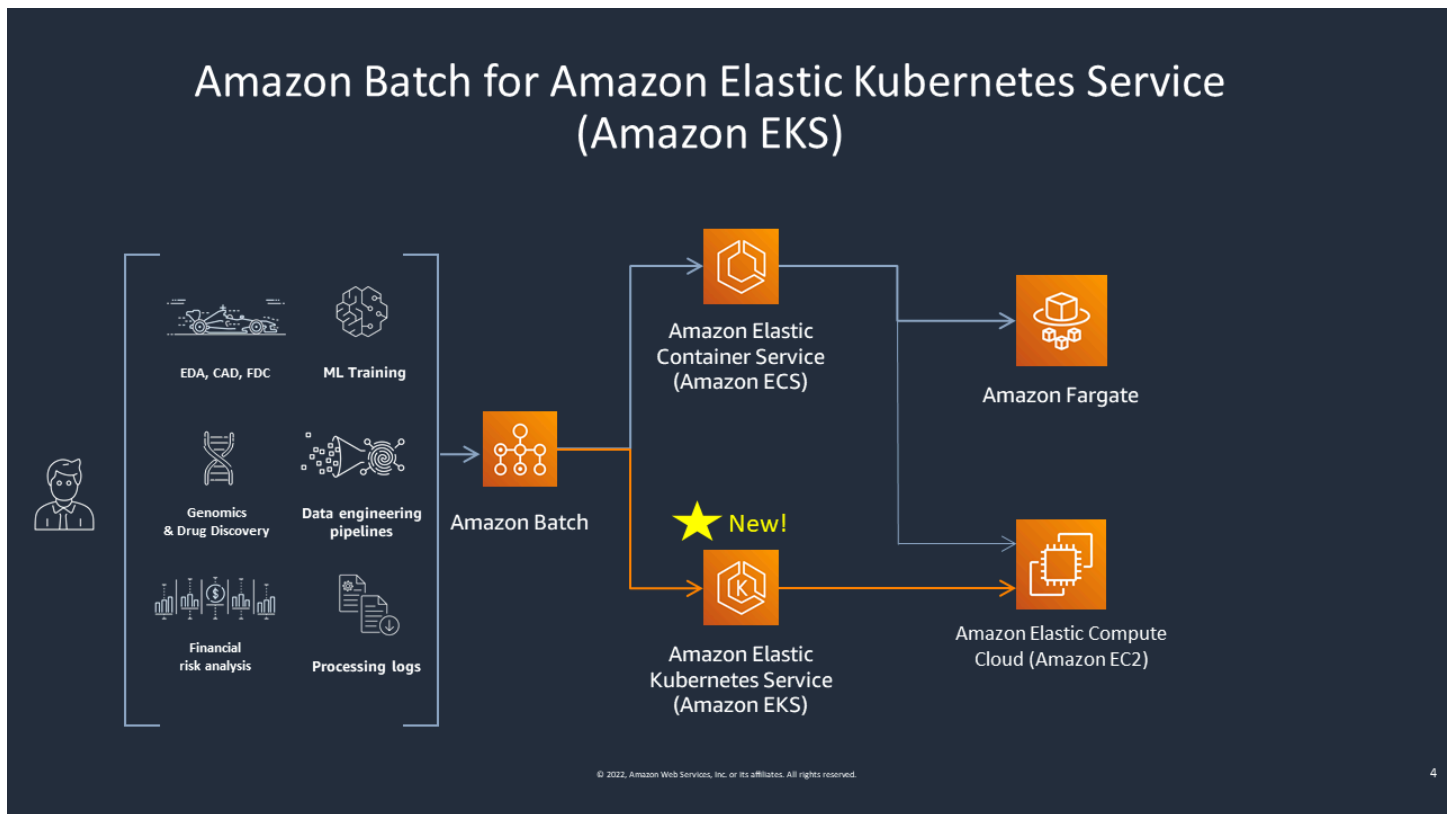 Amazon Batch for Amazon Elastic Kubernetes Service
(Amazon EKS)
EDA, CAD, FDC
ML Training
Genomics
& Drug Discovery
Data engineering
pipelines
Financial
risk analysis
Processing logs
Amazon Batch
Amazon Elastic
Container Service
(Amazon ECS)
New!
K
Amazon Elastic
Kubernetes Service
(Amazon EKS)
Amazon Fargate
Amazon Elastic Compute
Cloud (Amazon EC2)
© 2022, Amazon Web Services, Inc. or its affiliates. All rights reserved.
4